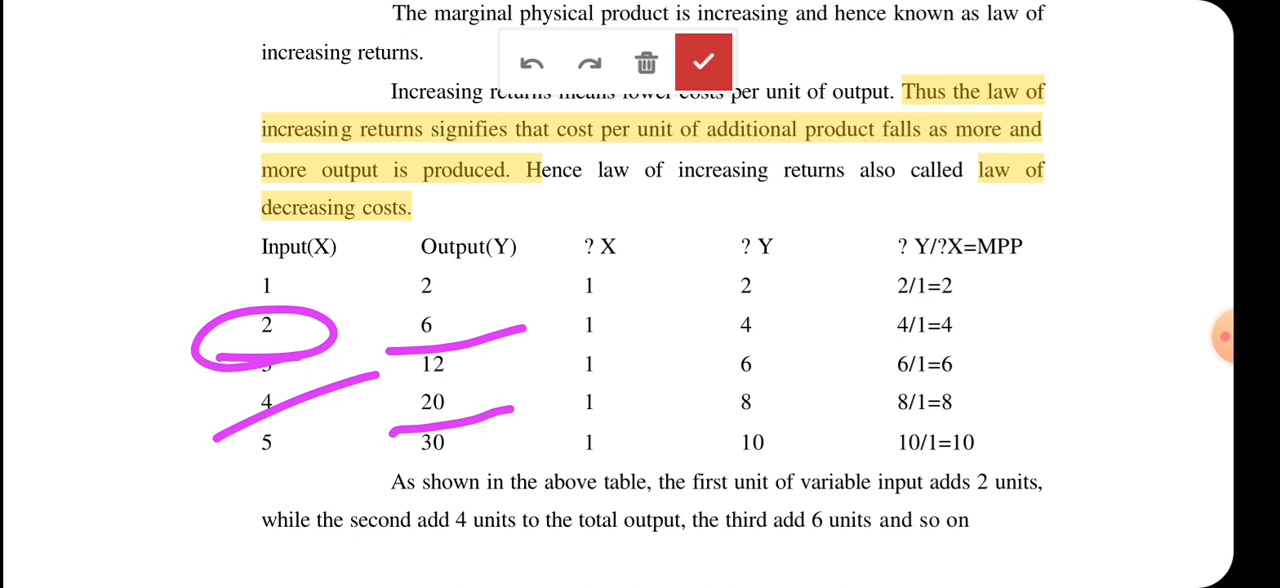 The marginal physical product is increasing and hence known as law of
increasing returns.
Increasing returns means lower costs per unit of output. Thus the law of
increasing returns signifies that cost per unit of additional product falls as more and
more output is produced. Hence law of increasing returns also called law of
decreasing costs.
Input(X) Output(Y) ? X ? Y ? Y/?X=MPP
1 2 1 2 2/1=2
2 6 1 4 4/1=4
3 12 1 6 6/1=6
4 20 1 8 8/1=8
5 30 1 10 10/1=10
As shown in the above table, the first unit of variable input adds 2 units,
while the second add 4 units to the total output, the third add 6 units and so on